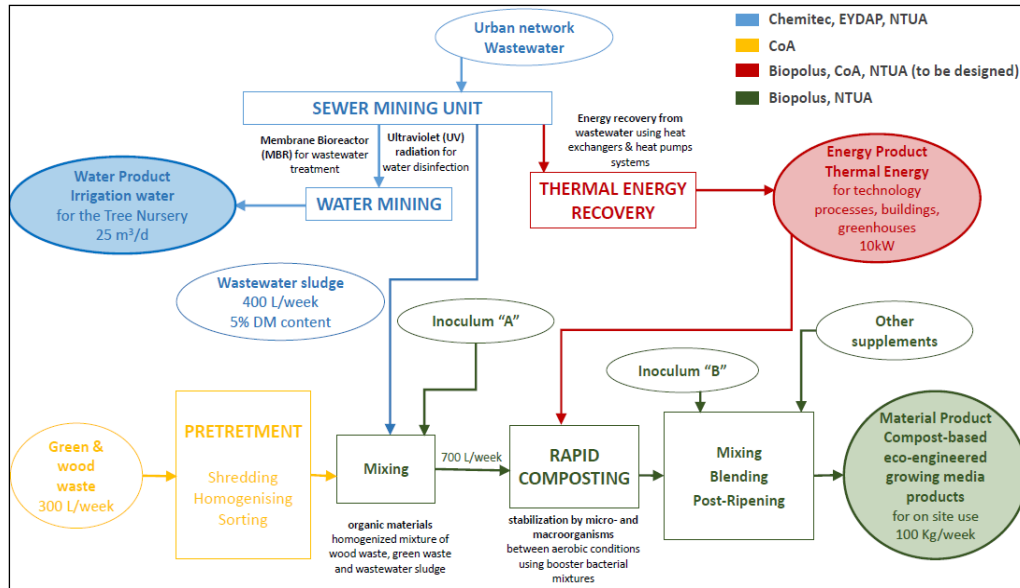 Urban network
Wastewater
Chemitec, EYDAP, NTUA
CoA
Biopolus, CoA, NTUA (to be designed)
Biopolus, NTUA
SEWER MINING UNIT
Membrane Bioreactor
(MBR) for wastewater
treatment
Ultraviolet (UV)
radiation for
water disinfection
Energy recovery from
wastewater using heat
exchangers & heat pumps
systems
Water Product
Irrigation water
for the Tree Nursery
25 m³/d
WATER MINING
THERMAL ENERGY
RECOVERY
Energy Product
Thermal Energy
for technology
processes, buildings,
greenhouses
10kW
Wastewater sludge
400 L/week
5% DM content
Inoculum “A”
Other
supplements
Inoculum “B”
Green &
wood
waste
300 L/week
PRETRETMENT
Shredding
Homogenising
Sorting
Mixing
700 L/week
RAPID
COMPOSTING
Mixing
Blending
Post-Ripening
Material Product
Compost-based
eco-engineered
growing media
products
for on site use
100 Kg/week
organic materials
homogenized mixture of
wood waste, green waste
and wastewater sludge
stabilization by micro- and
macroorganisms
between aerobic conditions
using booster bacterial
mixtures